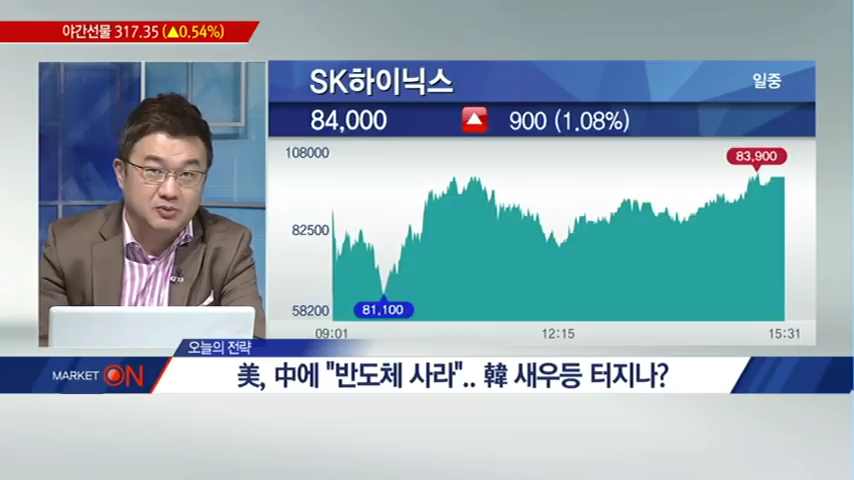 야간선물 317.35 (▲0.54%)
SK하이닉스
일중
84,000 ▲ 900 (1.08%)
108000
83,900
82500
81,100
58200
09:01 12:15 15:31
오늘의 전략
MARKET ON
美, 中에 "반도체 사라".. 韓 새우등 터지나?